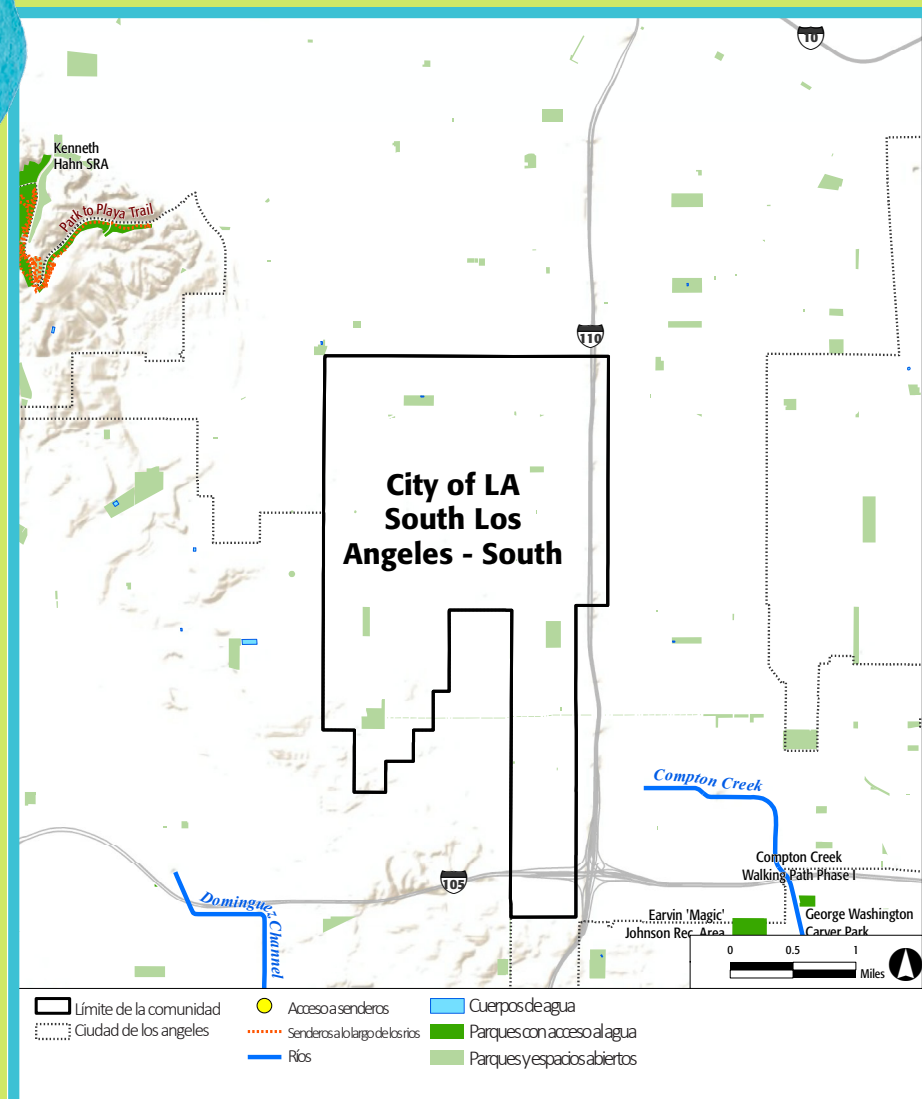 10
Kenneth
Hahn SRA
Park to Playa Trail
110
City of LA
South Los
Angeles - South
Compton Creek
Compton Creek
Walking Path Phase I
105
Dominguez Channel
Earvin 'Magic'
Johnson Rec. Area
George Washington
Carver Park
0 0.5 1
Miles
Límite de la comunidad
Ciudad de los angeles
Acceso a senderos
Senderos a lo largo de los rios
Ríos
Cuerpos de agua
Parques con acceso al agua
Parques y espacios abiertos